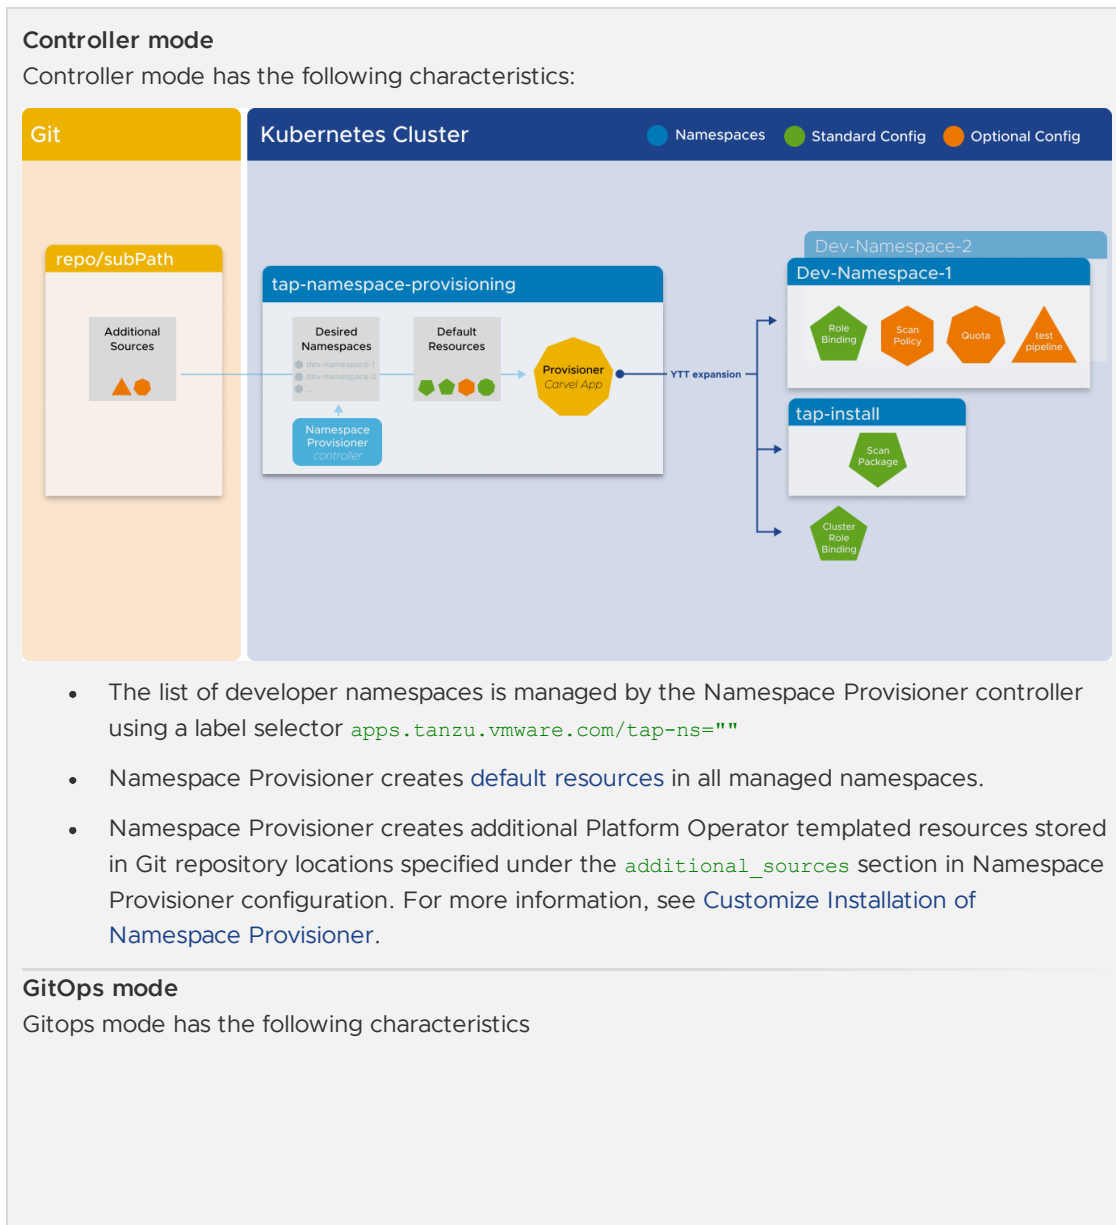 Controller mode
Controller mode has the following characteristics:
Git
Kubernetes Cluster
Namespaces
Standard Config
Optional Config
repo/subPath
Additional
Sources
tap-namespace-provisioning
Desired
Namespaces
dev-namespace-1
dev-namespace-2
...
Namespace
Provisioner
controller
Default
Resources
Provisioner
Carvel App
YTT expansion
Dev-Namespace-2
Dev-Namespace-1
Role
Binding
Scan
Policy
Quota
test
pipeline
tap-install
Scan
Package
Cluster
Role
Binding
• The list of developer namespaces is managed by the Namespace Provisioner controller
using a label selector apps.tanzu.vmware.com/tap-ns=""
• Namespace Provisioner creates default resources in all managed namespaces.
• Namespace Provisioner creates additional Platform Operator templated resources stored
in Git repository locations specified under the additional_sources section in Namespace
Provisioner configuration. For more information, see Customize Installation of
Namespace Provisioner.
GitOps mode
Gitops mode has the following characteristics